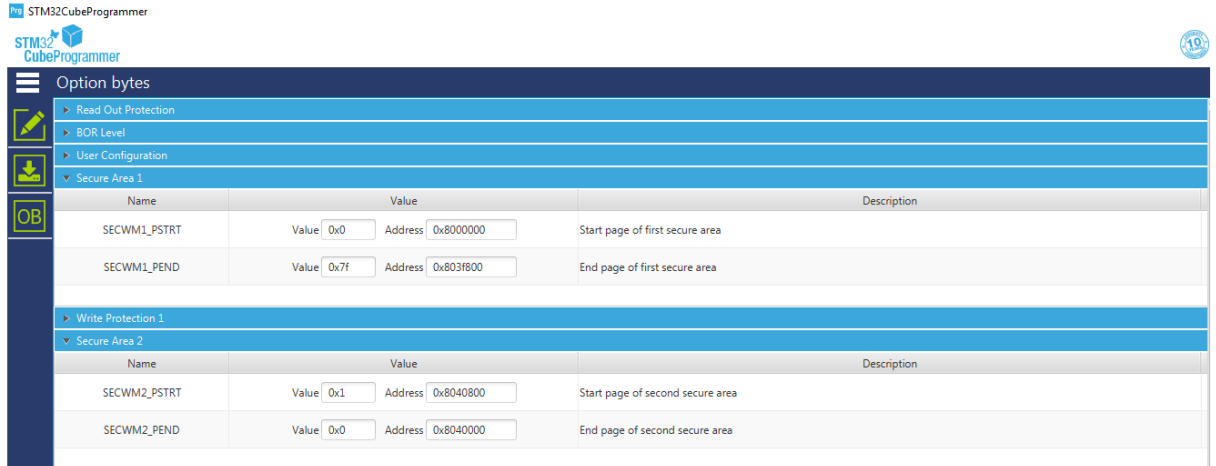 Prg STM32CubeProgrammer
STM32
CubeProgrammer
10
Option bytes
Read Out Protection
BOR Level
User Configuration
Secure Area 1
Name Value Description
SECWM1_PSTRT Value 0x0 Address 0x8000000 Start page of first secure area
SECWM1_PEND Value 0x7f Address 0x803f800 End page of first secure area
Write Protection 1
Secure Area 2
Name Value Description
SECWM2_PSTRT Value 0x1 Address 0x8040800 Start page of second secure area
SECWM2_PEND Value 0x0 Address 0x8040000 End page of second secure area
OB